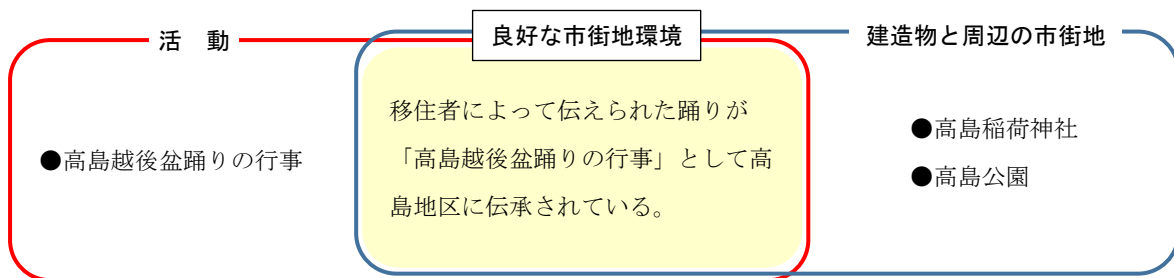 活　動
良好な市街地環境
建造物と周辺の市街地
●高島越後盆踊りの行事
移住者によって伝えられた踊りが
「高島越後盆踊りの行事」として高
島地区に伝承されている。
●高島稲荷神社
●高島公園